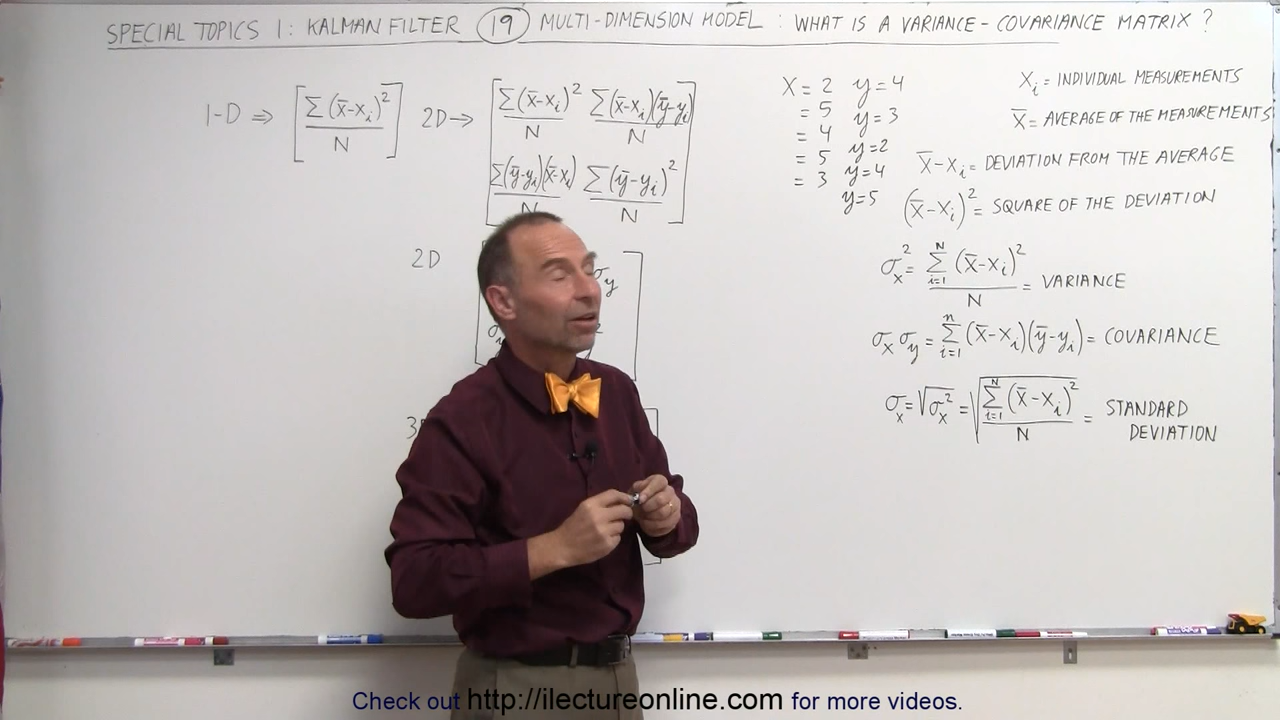 SPECIAL TOPICS 1: KALMAN FILTER (19) MULTI-DIMENSION MODEL: WHAT IS A VARIANCE-COVARIANCE MATRIX?
1-D ⇒ [Σ(x̄-xᵢ)²/N]
2D → [Σ(x̄-xᵢ)²/N Σ(x̄-xᵢ)(ȳ-yᵢ)/N
Σ(ȳ-yᵢ)(x̄-xᵢ)/N Σ(ȳ-yᵢ)²/N]
2D
σy
X = 2 y = 4
= 5 y = 3
= 4 y = 2
= 5 y = 4
= 3 y = 5
Xᵢ = INDIVIDUAL MEASUREMENTS
X̄ = AVERAGE OF THE MEASUREMENTS
X̄-Xᵢ = DEVIATION FROM THE AVERAGE
(X̄-Xᵢ)² = SQUARE OF THE DEVIATION
σx² = Σᵢ₌₁ᴺ (X̄-Xᵢ)²/N = VARIANCE
σx σy = Σᵢ₌₁ⁿ (X̄-Xᵢ)(ȳ-yᵢ) = COVARIANCE
σx = √σx² = √(Σᵢ₌₁ᴺ (X̄-Xᵢ)²/N) = STANDARD
DEVIATION
Check out http://ilectureonline.com for more videos.